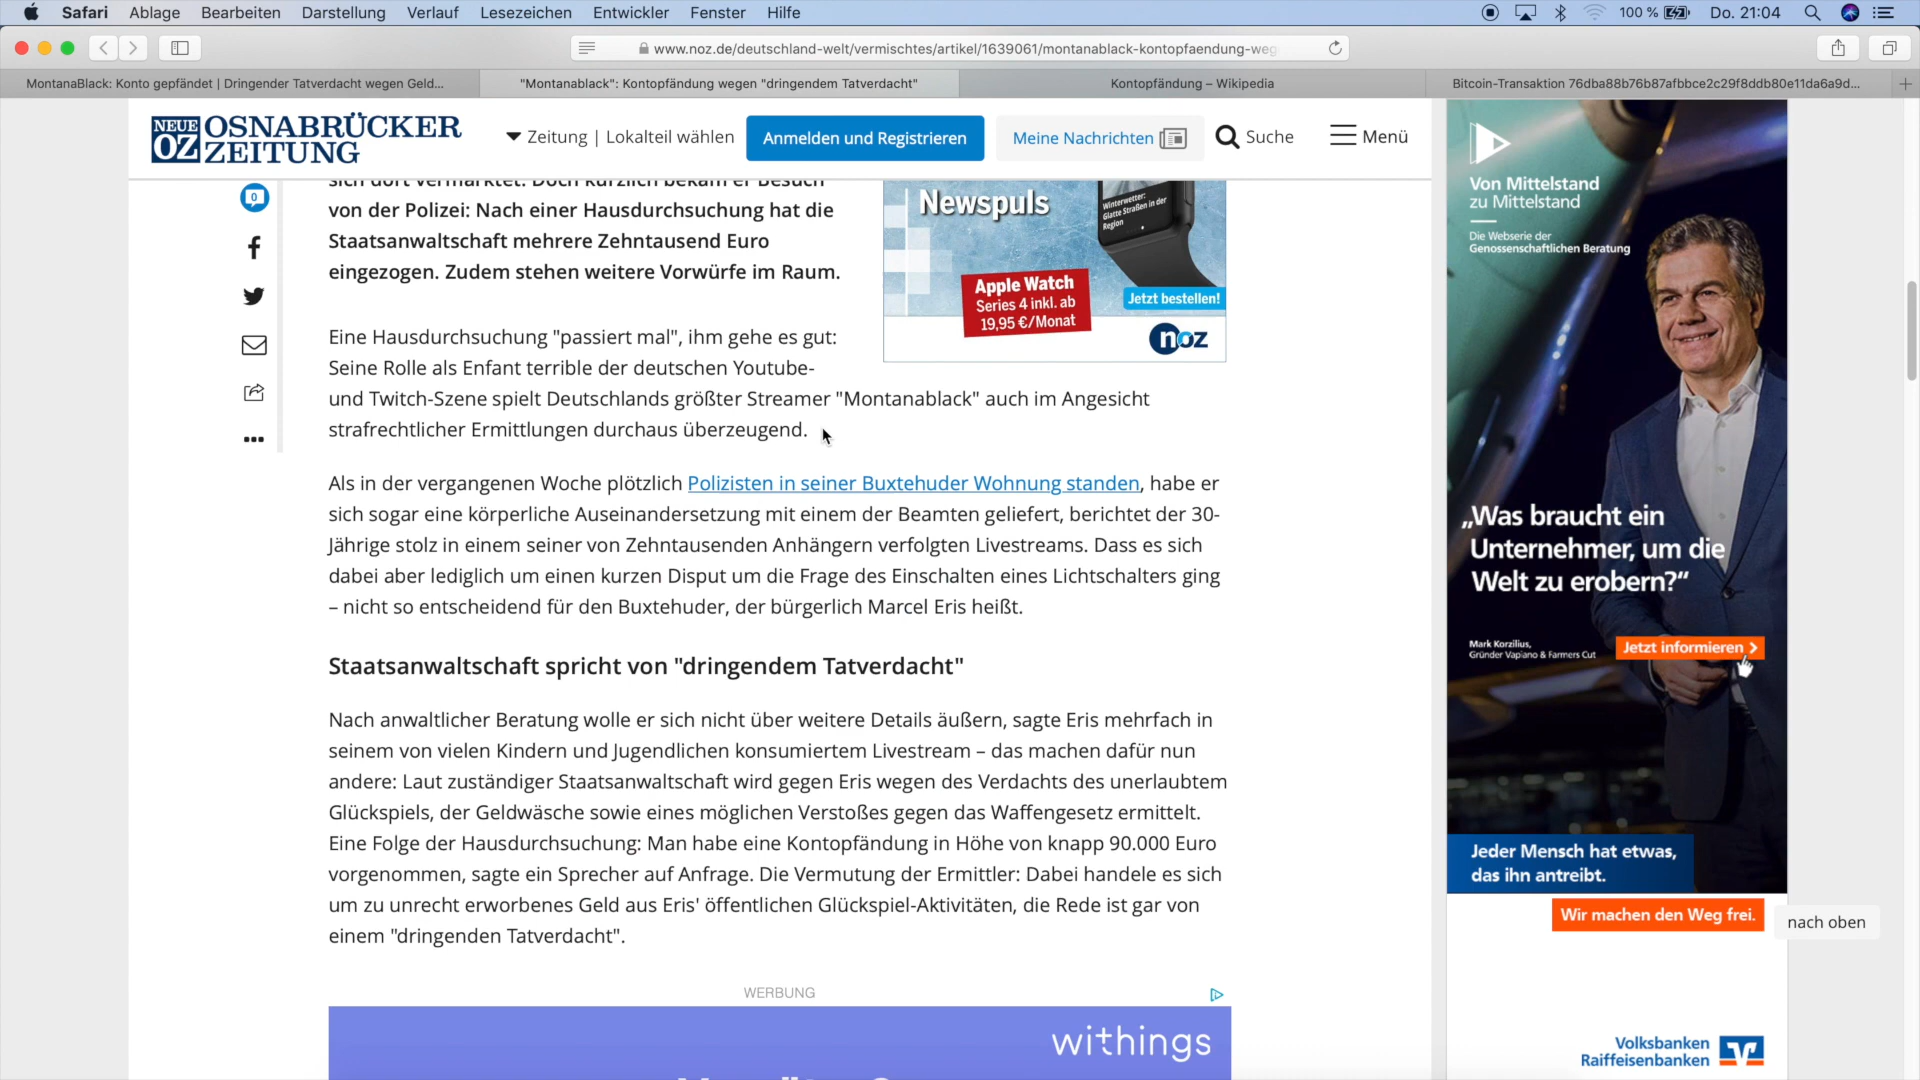 Safari Ablage Bearbeiten Darstellung Verlauf Lesezeichen Entwickler Fenster Hilfe 100 % Do. 21:04
www.noz.de/deutschland-welt/vermischtes/artikel/1639061/montanablack-kontopfaendung-weg
MontanaBlack: Konto gepfändet | Dringender Tatverdacht wegen Geld... "Montanablack": Kontopfändung wegen "dringendem Tatverdacht" Kontopfändung – Wikipedia Bitcoin-Transaktion 76dba88b76b87afbbce2c29f8ddb80e11da6a9d...
NEUE OZ OSNABRÜCKER ZEITUNG
Zeitung | Lokalteil wählen
Anmelden und Registrieren
Meine Nachrichten
Suche
Menü
0
sich dort vermarktet. Doch kürzlich bekam er Besuch
von der Polizei: Nach einer Hausdurchsuchung hat die
Staatsanwaltschaft mehrere Zehntausend Euro
eingezogen. Zudem stehen weitere Vorwürfe im Raum.
Newspuls
Winterwetter:
Glatte Straßen in der
Region
Apple Watch
Series 4 inkl. ab
19,95 €/Monat
Jetzt bestellen!
noz
Eine Hausdurchsuchung "passiert mal", ihm gehe es gut:
Seine Rolle als Enfant terrible der deutschen Youtube-
und Twitch-Szene spielt Deutschlands größter Streamer "Montanablack" auch im Angesicht
strafrechtlicher Ermittlungen durchaus überzeugend.
Als in der vergangenen Woche plötzlich Polizisten in seiner Buxtehuder Wohnung standen, habe er
sich sogar eine körperliche Auseinandersetzung mit einem der Beamten geliefert, berichtet der 30-
Jährige stolz in einem seiner von Zehntausenden Anhängern verfolgten Livestreams. Dass es sich
dabei aber lediglich um einen kurzen Disput um die Frage des Einschalten eines Lichtschalters ging
– nicht so entscheidend für den Buxtehuder, der bürgerlich Marcel Eris heißt.
Staatsanwaltschaft spricht von "dringendem Tatverdacht"
Nach anwaltlicher Beratung wolle er sich nicht über weitere Details äußern, sagte Eris mehrfach in
seinem von vielen Kindern und Jugendlichen konsumiertem Livestream – das machen dafür nun
andere: Laut zuständiger Staatsanwaltschaft wird gegen Eris wegen des Verdachts des unerlaubtem
Glückspiels, der Geldwäsche sowie eines möglichen Verstoßes gegen das Waffengesetz ermittelt.
Eine Folge der Hausdurchsuchung: Man habe eine Kontopfändung in Höhe von knapp 90.000 Euro
vorgenommen, sagte ein Sprecher auf Anfrage. Die Vermutung der Ermittler: Dabei handele es sich
um zu unrecht erworbenes Geld aus Eris' öffentlichen Glückspiel-Aktivitäten, die Rede ist gar von
einem "dringenden Tatverdacht".
WERBUNG
withings
Von Mittelstand
zu Mittelstand
Die Webserie der
Genossenschaftlichen Beratung
„Was braucht ein
Unternehmer, um die
Welt zu erobern?“
Mark Korzilius,
Gründer Vapiano & Farmers Cut
Jetzt informieren
Jeder Mensch hat etwas,
das ihn antreibt.
Wir machen den Weg frei.
nach oben
Volksbanken
Raiffeisenbanken